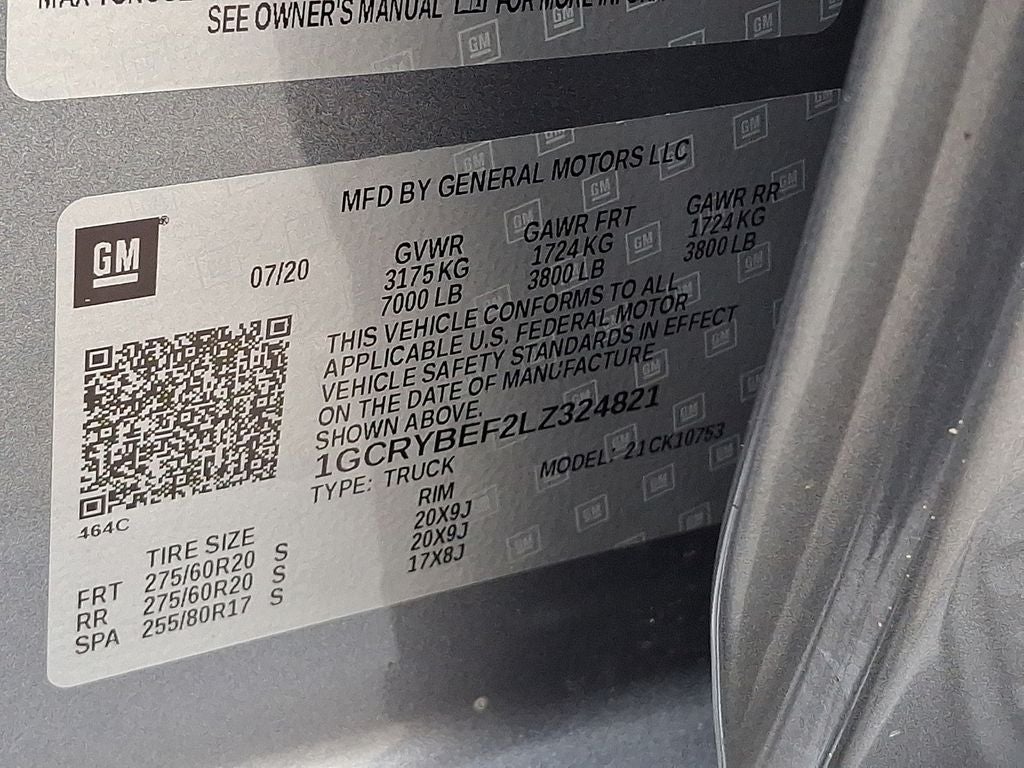 SEE OWNER'S MANUAL FOR MORE
MFD BY GENERAL MOTORS LLC
GM
07/20
GVWR GAWR FRT GAWR RR
3175 KG 1724 KG 1724 KG
7000 LB 3800 LB 3800 LB
THIS VEHICLE CONFORMS TO ALL
APPLICABLE U.S. FEDERAL MOTOR
VEHICLE SAFETY STANDARDS IN EFFECT
ON THE DATE OF MANUFACTURE
SHOWN ABOVE.
1GCRYBEF2LZ324821
TYPE: TRUCK MODEL: 21CK10753
464C
TIRE SIZE RIM
FRT 275/60R20 S 20X9J
RR 275/60R20 S 20X9J
SPA 255/80R17 S 17X8J